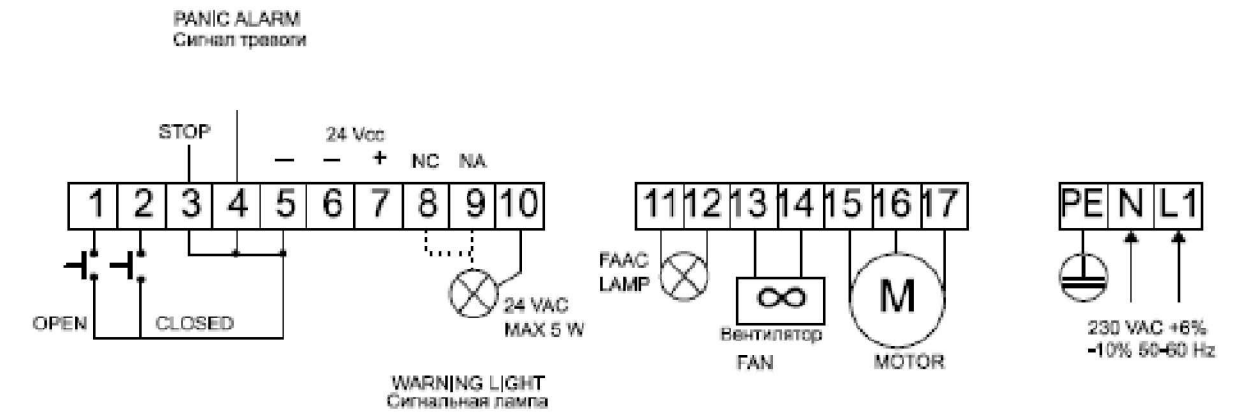 PANIC ALARM
Сигнал тревоги
STOP
24 Vcc
– – + NC NA
1 2 3 4 5 6 7 8 9 10
11 12 13 14 15 16 17
PE N L1
OPEN
CLOSED
24 VAC
MAX 5 W
FAAC
LAMP
∞
Вентилятор
FAN
M
MOTOR
230 VAC +6%
-10% 50-60 Hz
WARNING LIGHT
Сигнальная лампа